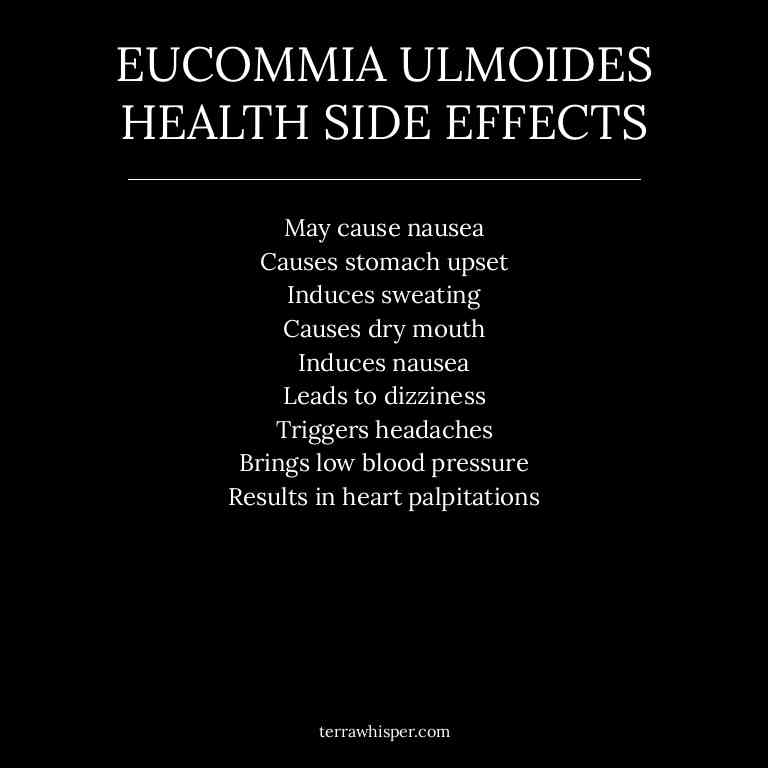 EUCOMMIA ULMOIDES
HEALTH SIDE EFFECTS
May cause nausea
Causes stomach upset
Induces sweating
Causes dry mouth
Induces nausea
Leads to dizziness
Triggers headaches
Brings low blood pressure
Results in heart palpitations
terrawhisper.com